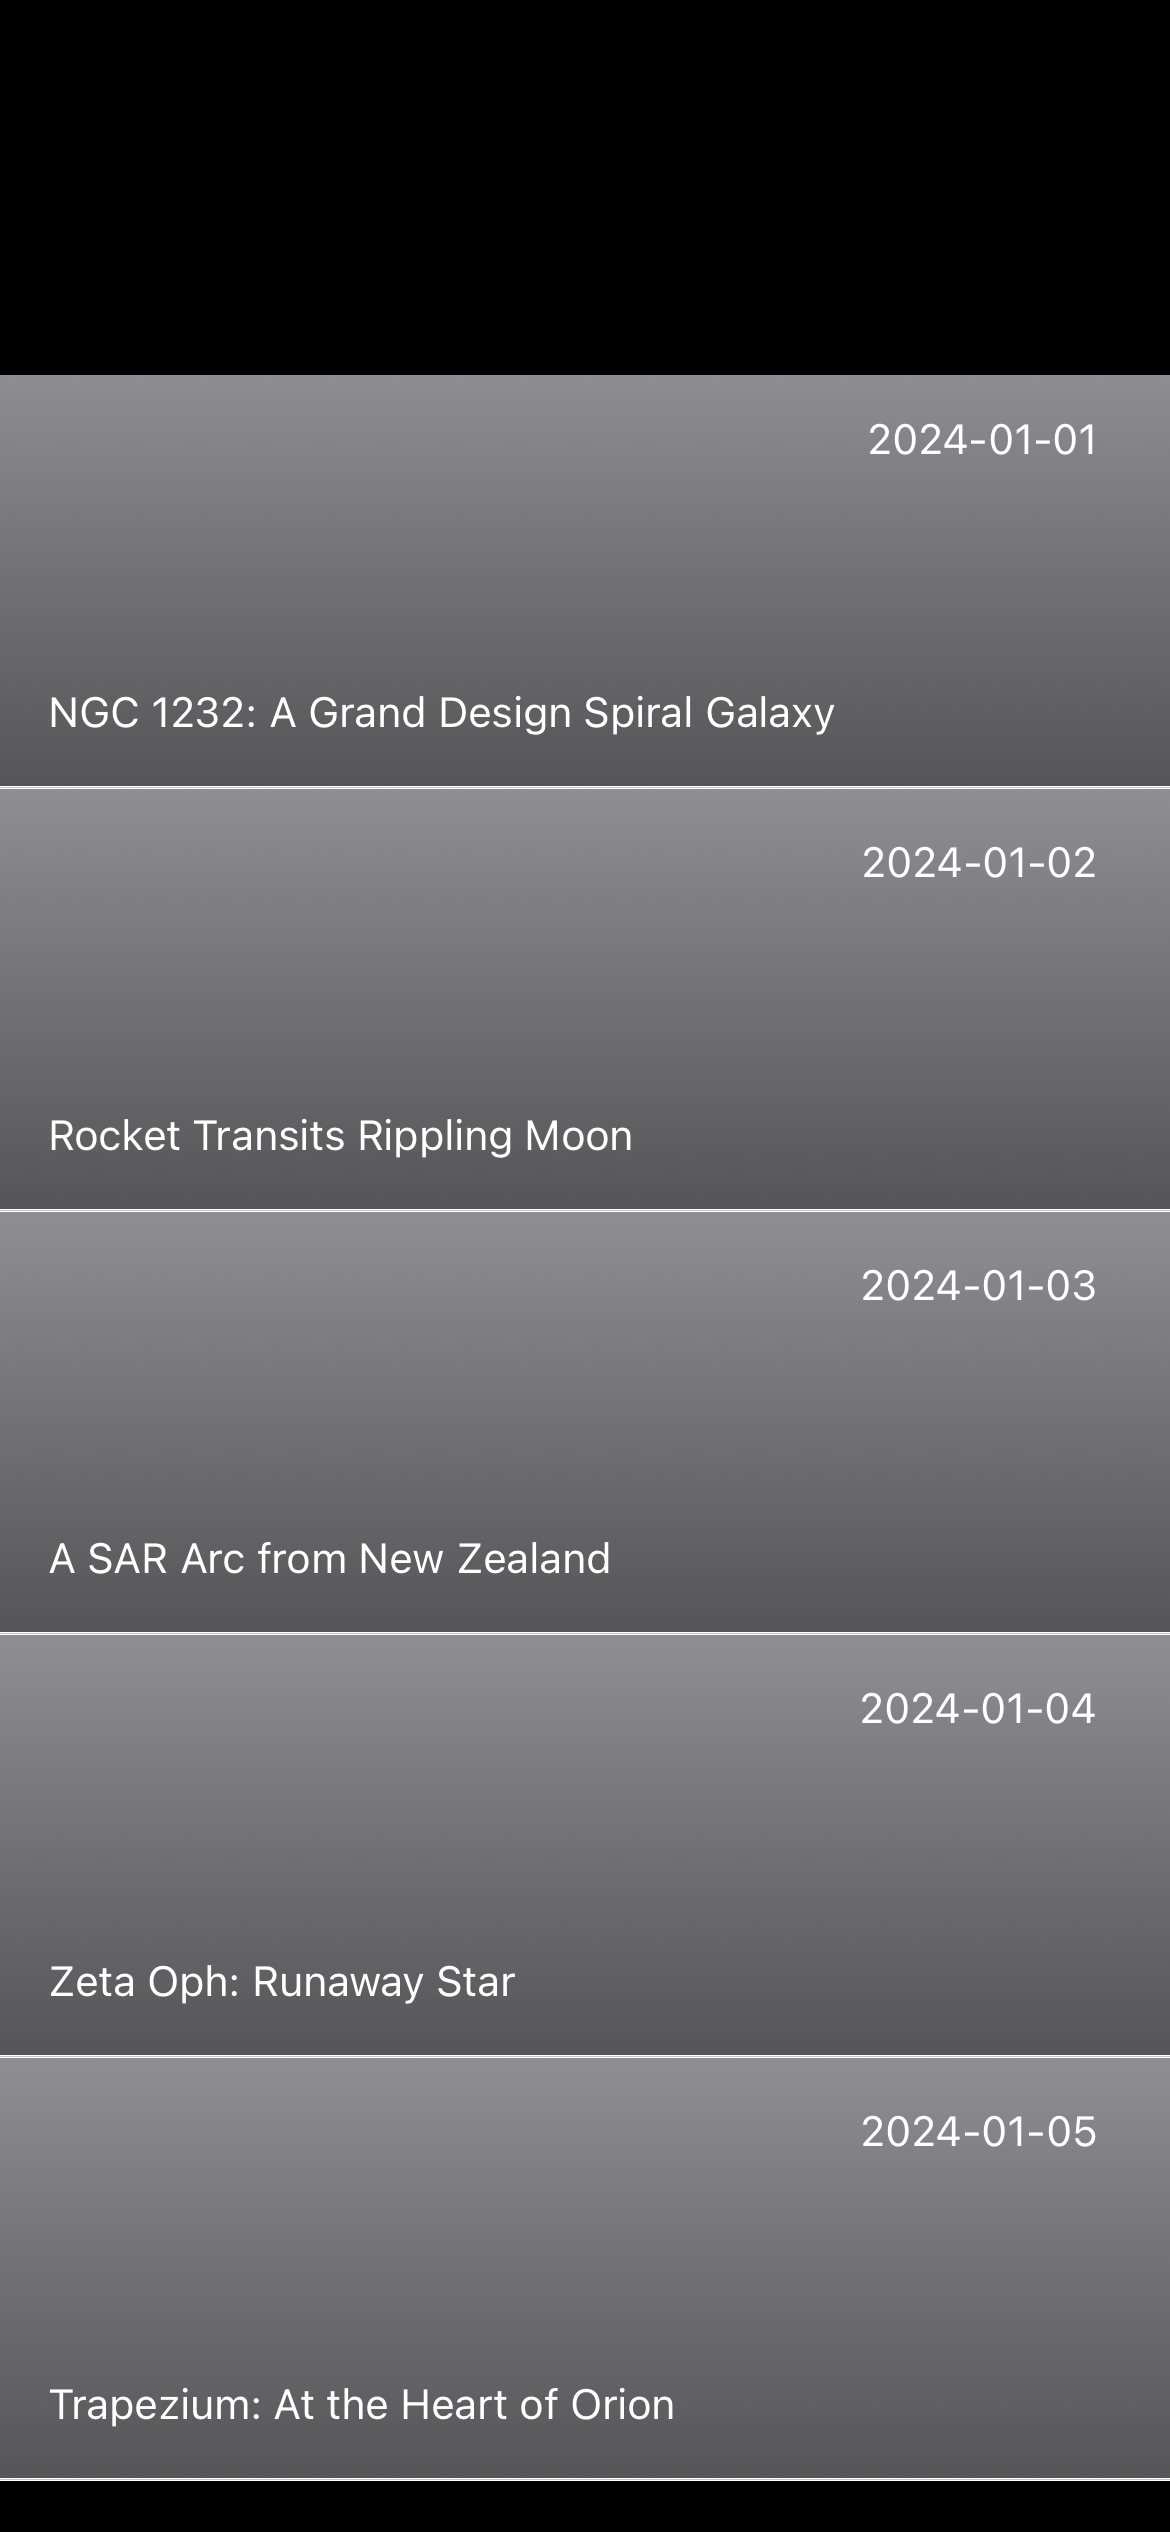 2024-01-01
NGC 1232: A Grand Design Spiral Galaxy
2024-01-02
Rocket Transits Rippling Moon
2024-01-03
A SAR Arc from New Zealand
2024-01-04
Zeta Oph: Runaway Star
2024-01-05
Trapezium: At the Heart of Orion